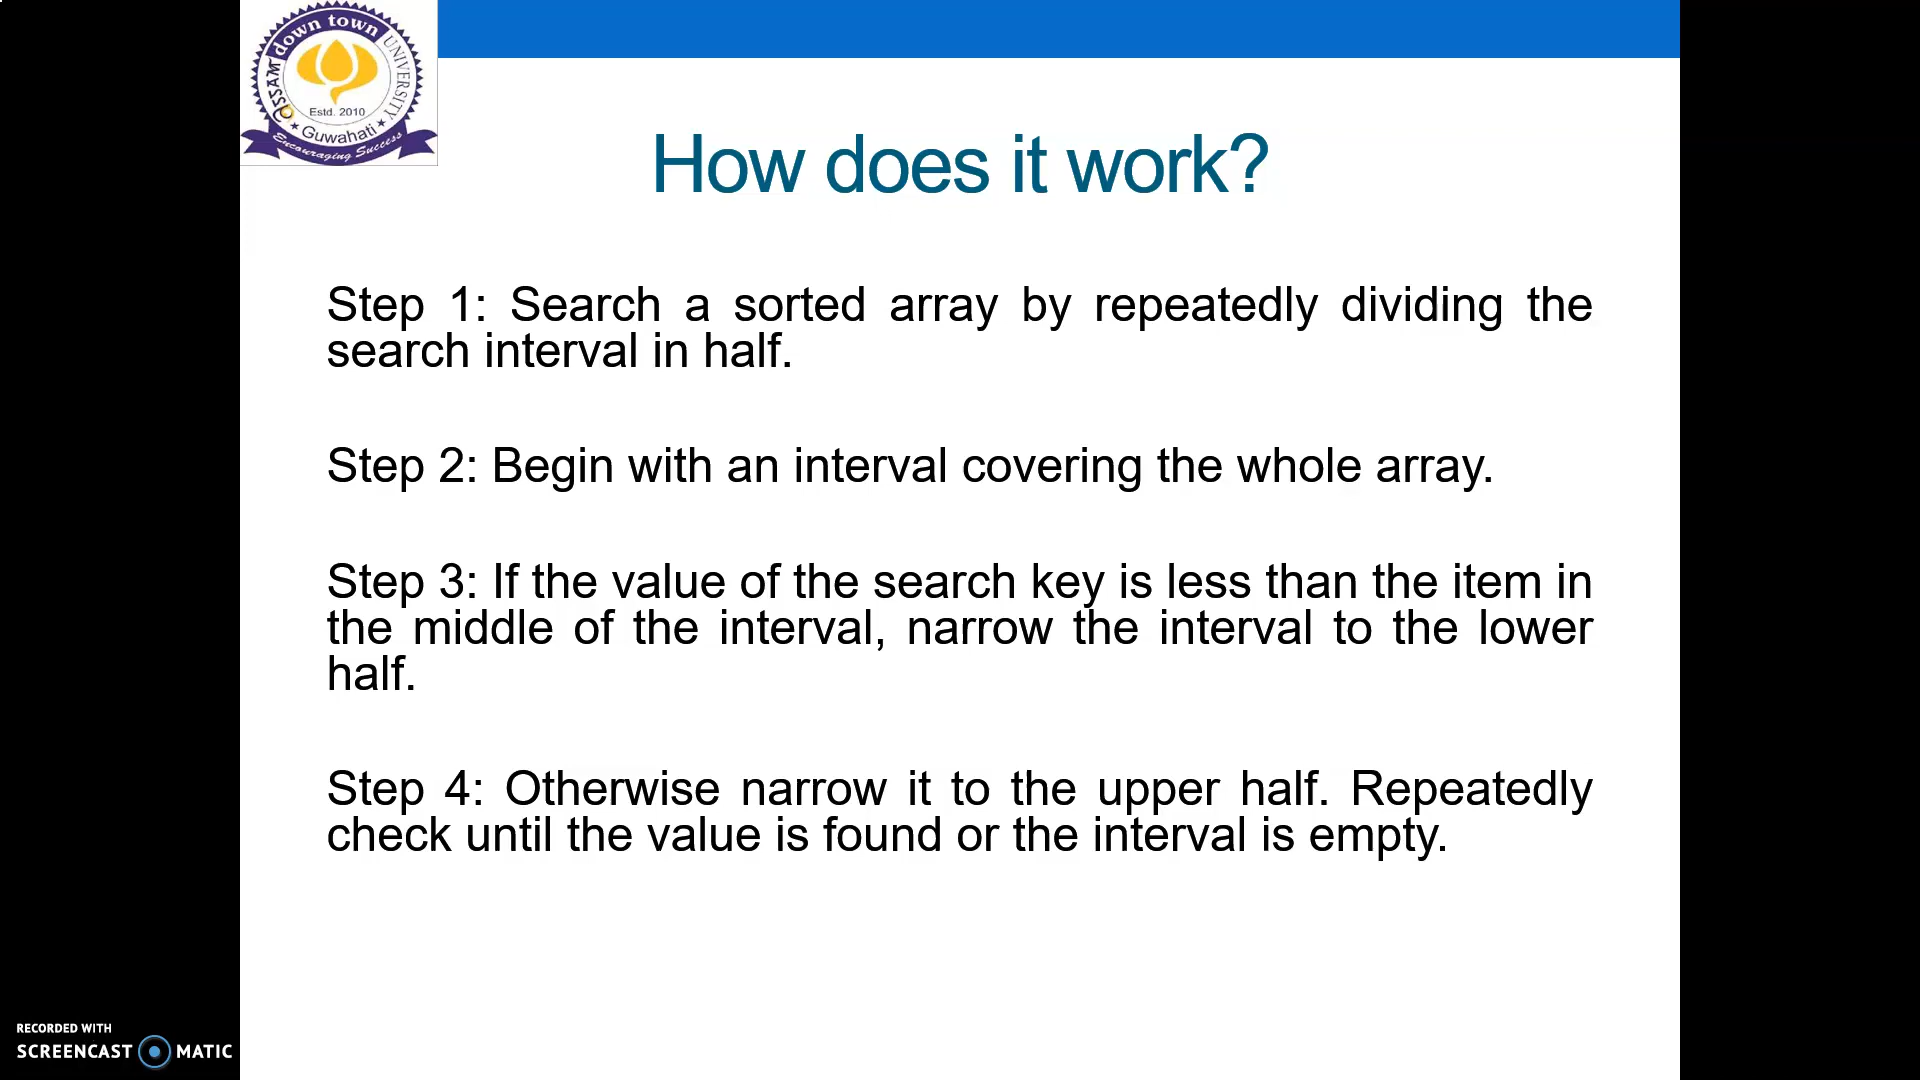 Assam down town UNIVERSITY
Estd. 2010
Guwahati
Encouraging Success
How does it work?
Step 1: Search a sorted array by repeatedly dividing the
search interval in half.
Step 2: Begin with an interval covering the whole array.
Step 3: If the value of the search key is less than the item in
the middle of the interval, narrow the interval to the lower
half.
Step 4: Otherwise narrow it to the upper half. Repeatedly
check until the value is found or the interval is empty.
RECORDED WITH
SCREENCAST MATIC